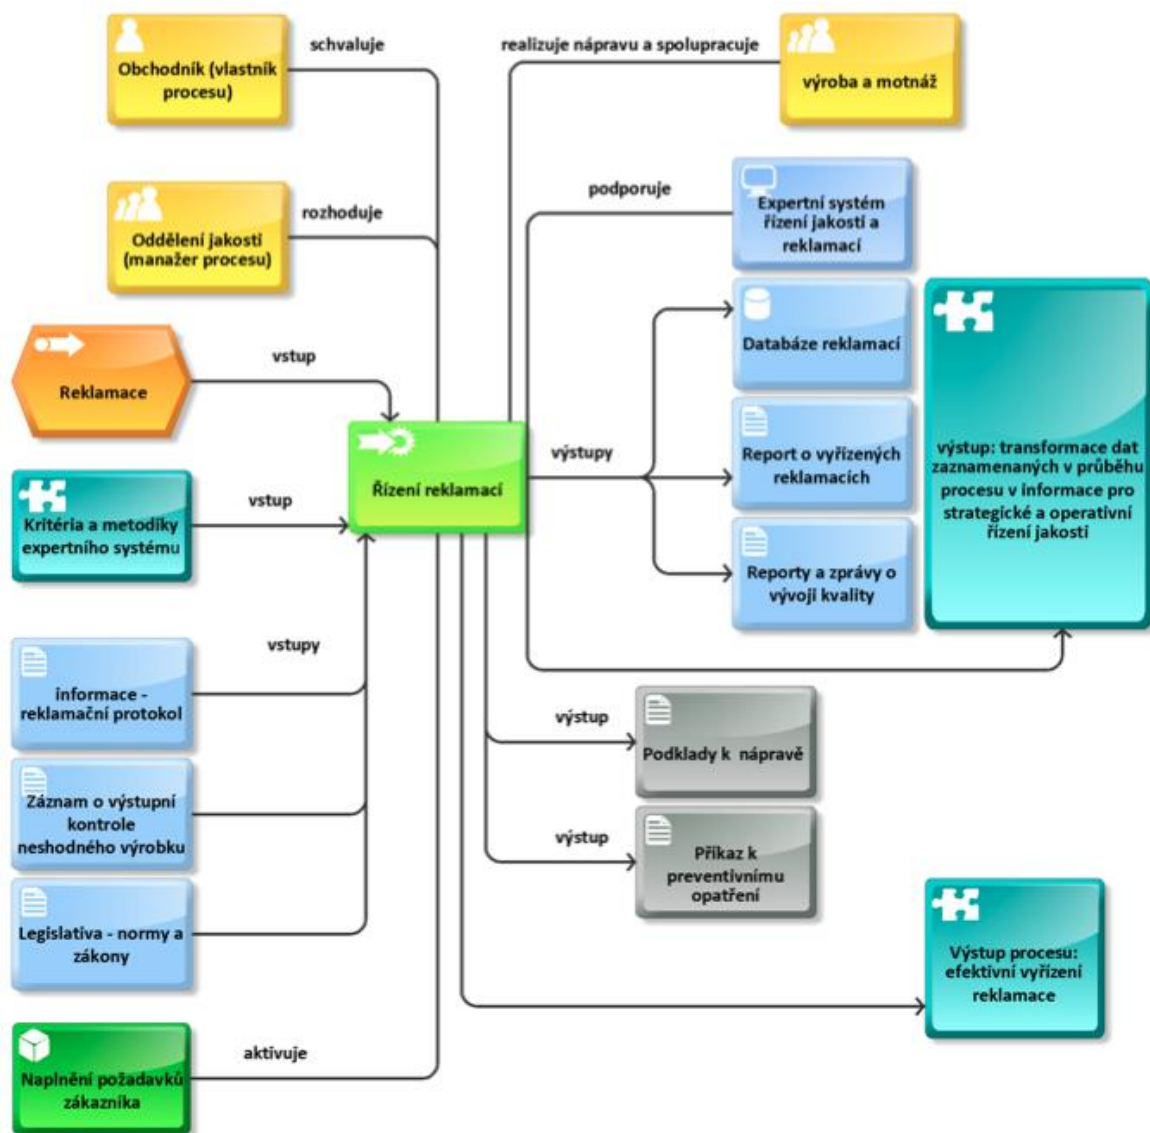 schvaluje
Obchodník (vlastník
procesu)
realizuje nápravu a spolupracuje
výroba a motnáž
rozhoduje
Oddělení jakosti
(manažer procesu)
podporuje
Expertní systém
řízení jakosti a
reklamací
vstup
Reklamace
Databáze reklamací
Řízení reklamací
výstupy
Report o vyřízených
reklamacích
výstup: transformace dat
zaznamenaných v průběhu
procesu v informace pro
strategické a operativní
řízení jakosti
vstup
Kritéria a metodiky
expertního systému
Reporty a zprávy o
vývoji kvality
vstupy
informace -
reklamační protokol
výstup
Podklady k nápravě
Záznam o výstupní
kontrole
neshodného výrobku
výstup
Příkaz k
preventivnímu
opatření
Legislativa - normy a
zákony
Výstup procesu:
efektivní vyřízení
reklamace
aktivuje
Naplnění požadavků
zákazníka